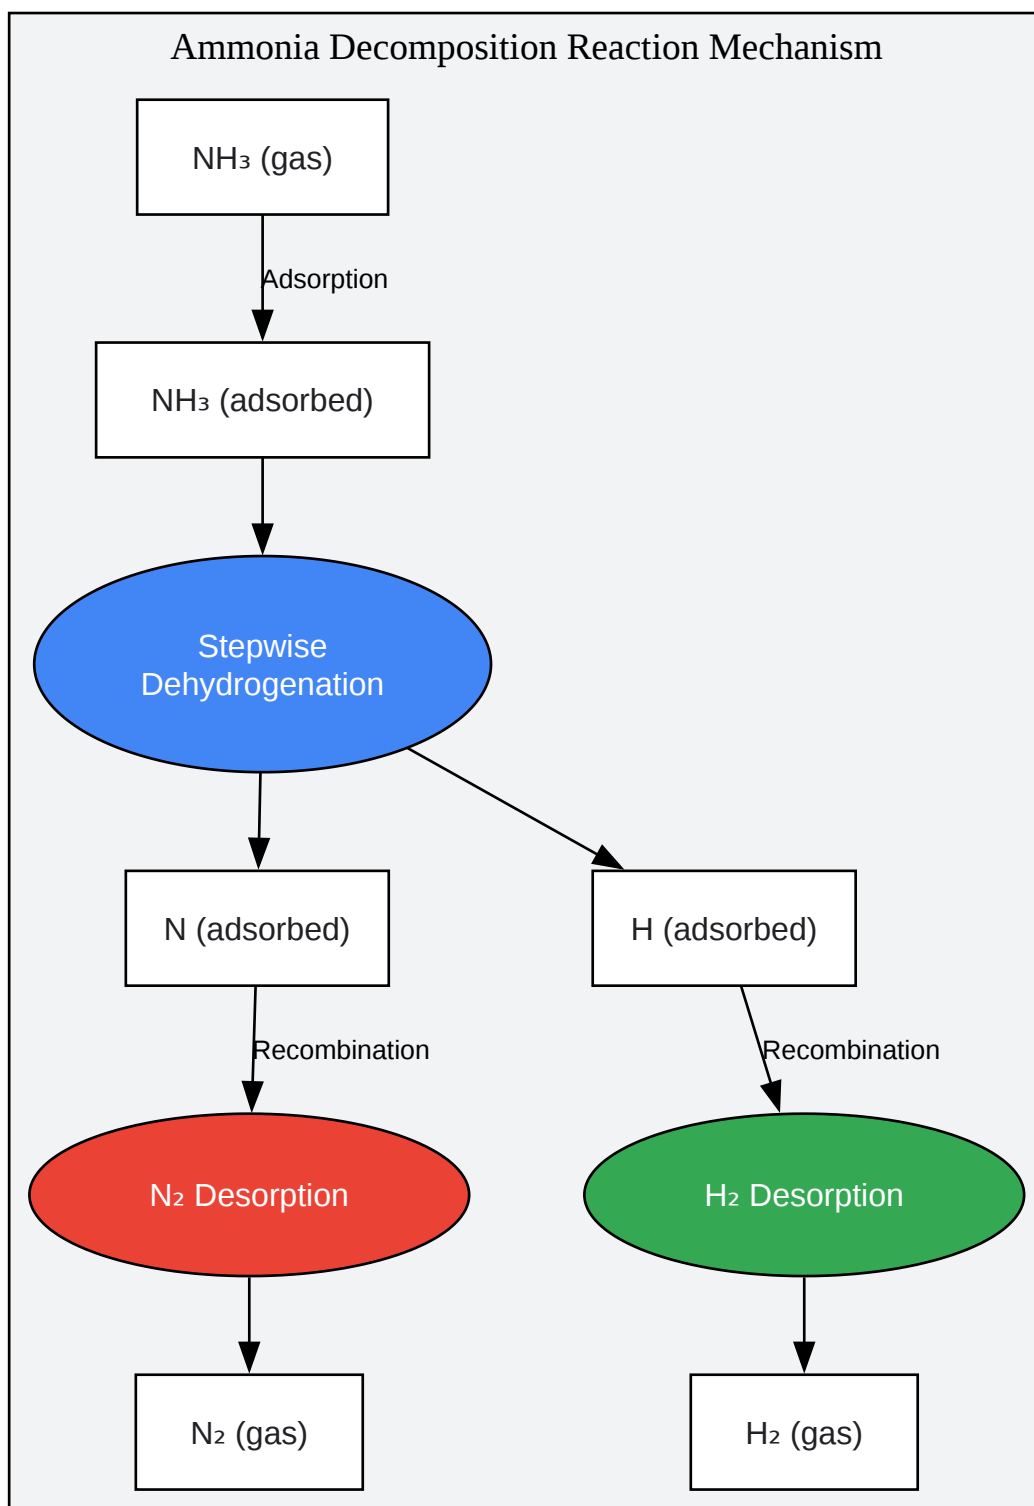 Ammonia Decomposition Reaction Mechanism
NH₃ (gas)
Adsorption
NH₃ (adsorbed)
Stepwise
Dehydrogenation
N (adsorbed)
H (adsorbed)
Recombination
Recombination
N₂ Desorption
H₂ Desorption
N₂ (gas)
H₂ (gas)